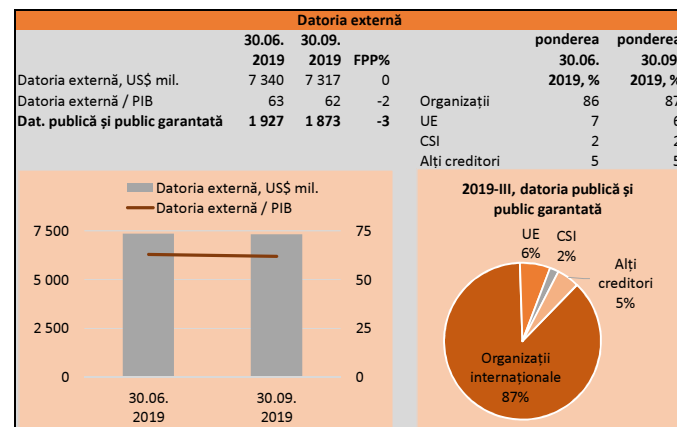 Datoria externă
30.06. 30.09. ponderea ponderea
2019 2019 FPP% 30.06. 30.09
Datoria externă, US$ mil. 7 340 7 317 0 2019, % 2019, %
Datoria externă / PIB 63 62 -2 Organizații 86 87
Dat. publică și public garantată 1 927 1 873 -3 UE 7 6
CSI 2 2
Alți creditori 5 5
Datoria externă, US$ mil.
Datoria externă / PIB
7 500 75
5 000 50
2 500 25
0 0
30.06. 30.09.
2019 2019
2019-III, datoria publică și
public garantată
UE CSI
6% 2%
Alți
creditori
5%
Organizații
internaționale
87%